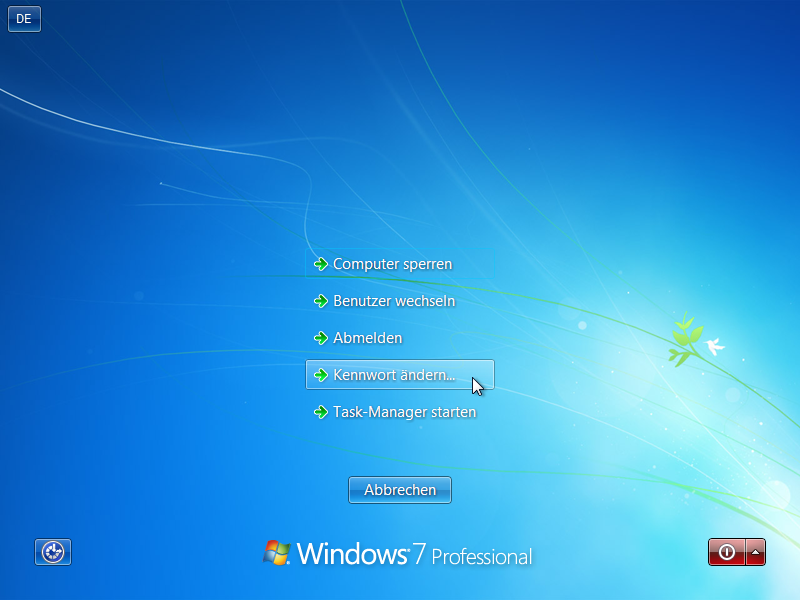 DE
Computer sperren
Benutzer wechseln
Abmelden
Kennwort ändern...
Task-Manager starten
Abbrechen
Windows 7 Professional